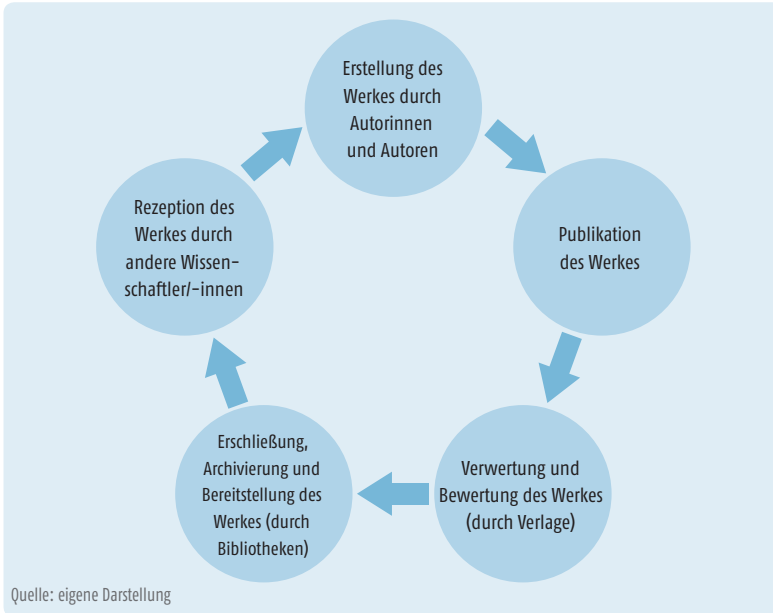 Erstellung des
Werkes durch
Autorinnen
und Autoren
Publikation
des Werkes
Verwertung und
Bewertung des Werkes
(durch Verlage)
Erschließung,
Archivierung und
Bereitstellung des
Werkes (durch
Bibliotheken)
Rezeption des
Werkes durch
andere Wissen-
schaftler/-innen
Quelle: eigene Darstellung